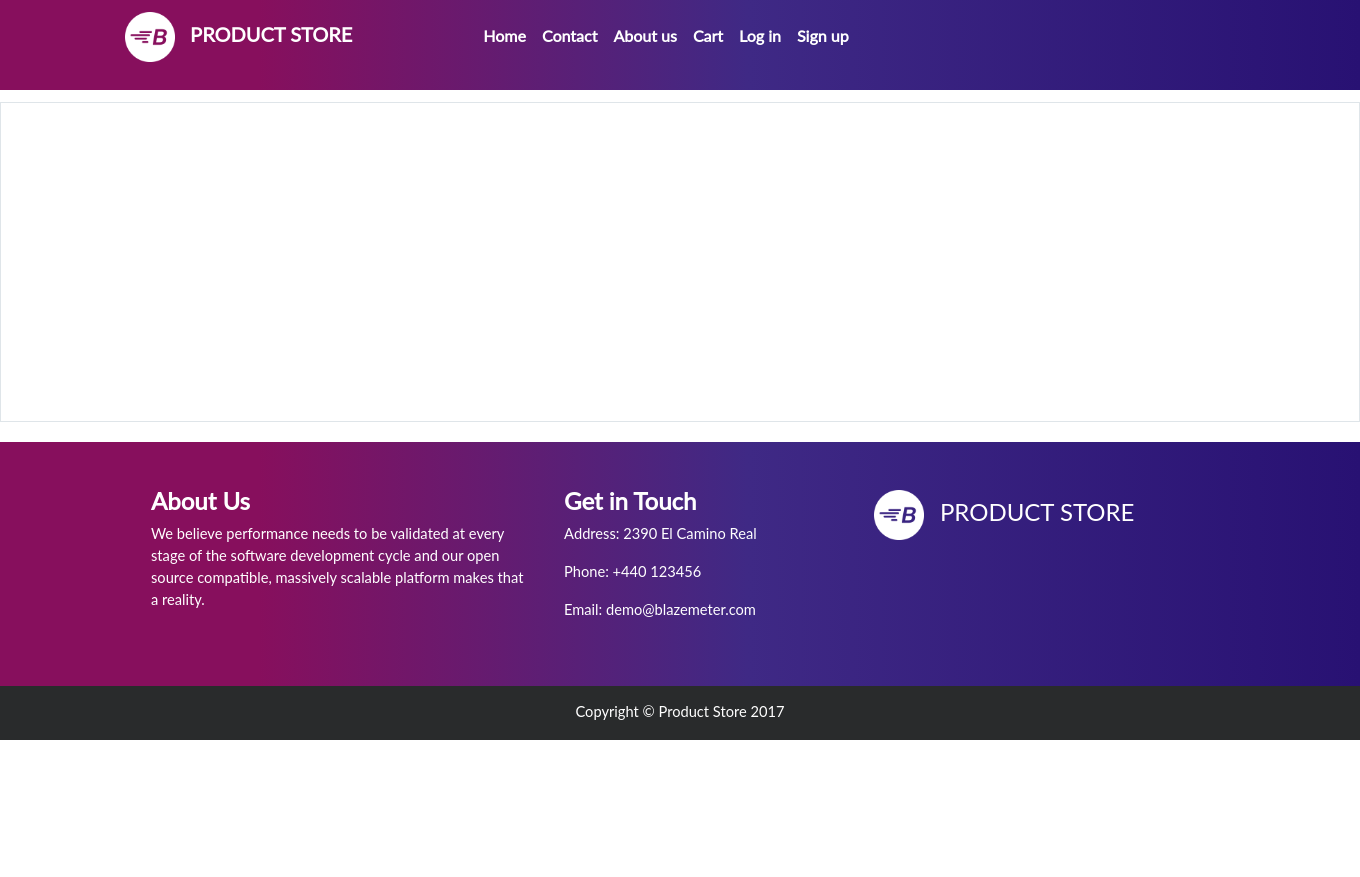 B PRODUCT STORE
Home Contact About us Cart Log in Sign up
About Us
We believe performance needs to be validated at every
stage of the software development cycle and our open
source compatible, massively scalable platform makes that
a reality.
Get in Touch
Address: 2390 El Camino Real
Phone: +440 123456
Email: demo@blazemeter.com
B PRODUCT STORE
Copyright © Product Store 2017